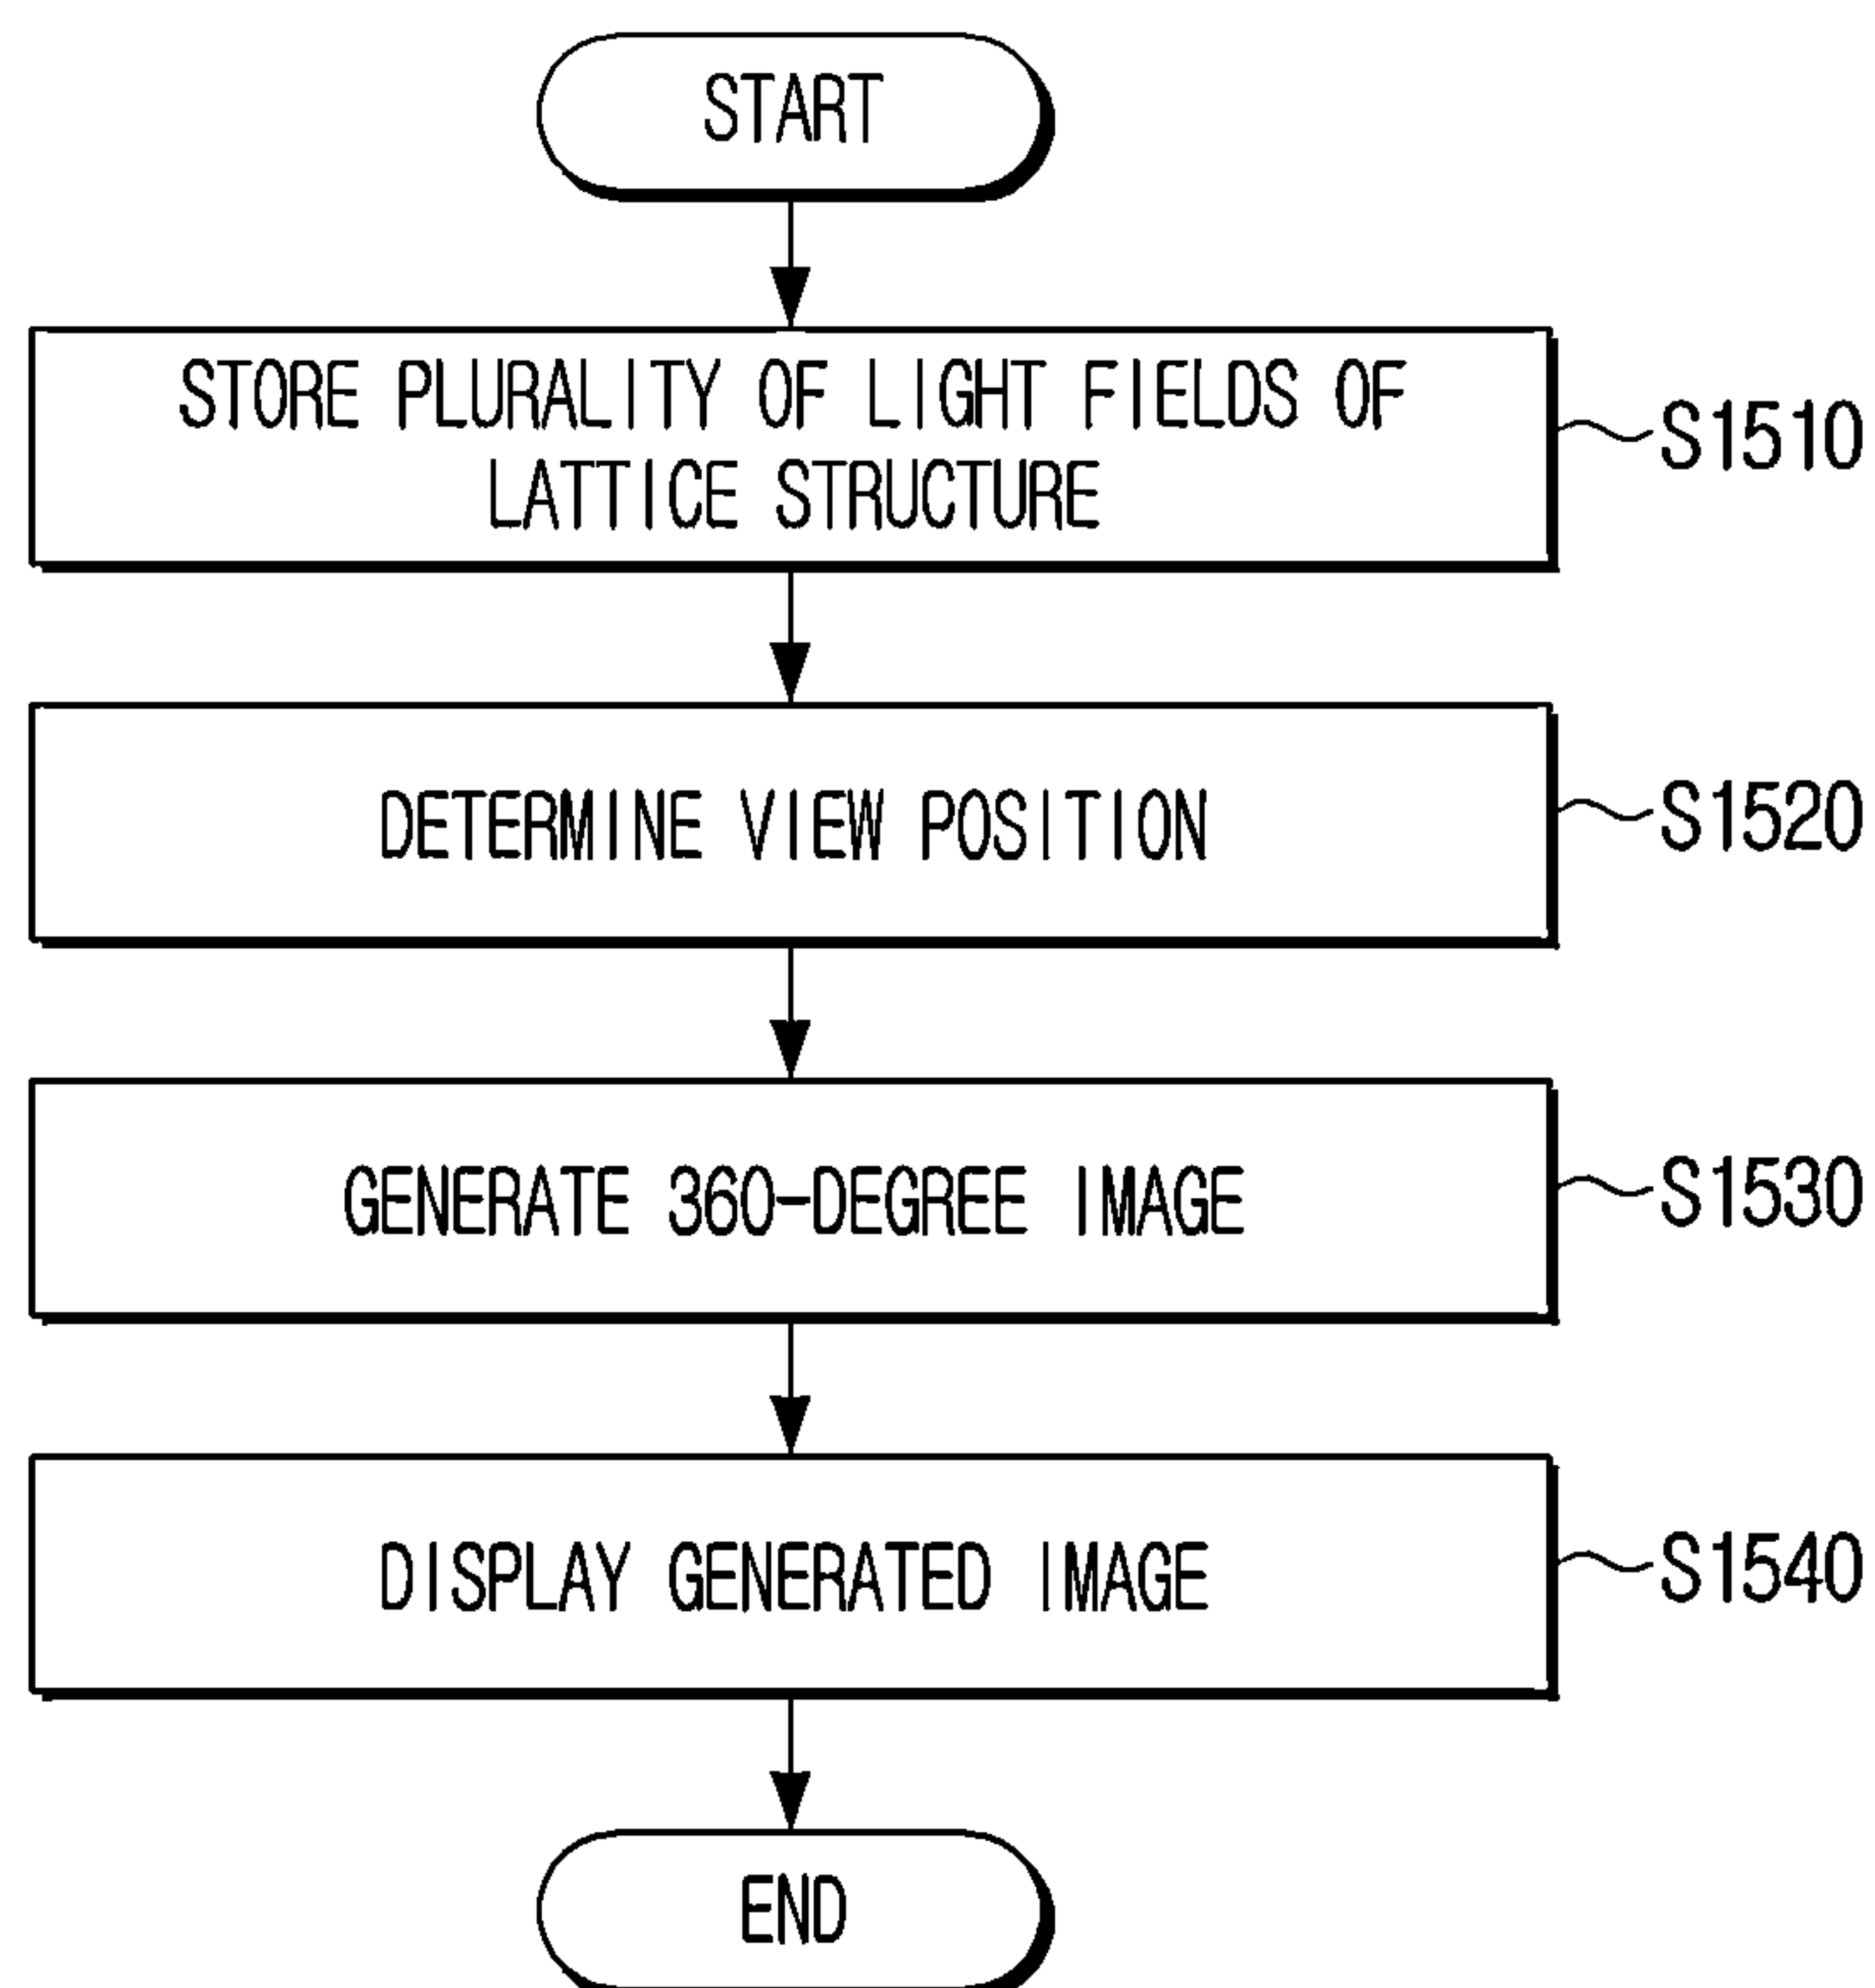 START
STORE PLURALITY OF LIGHT FIELDS OF
LATTICE STRUCTURE
S1510
DETERMINE VIEW POSITION
S1520
GENERATE 360-DEGREE IMAGE
S1530
DISPLAY GENERATED IMAGE
S1540
END